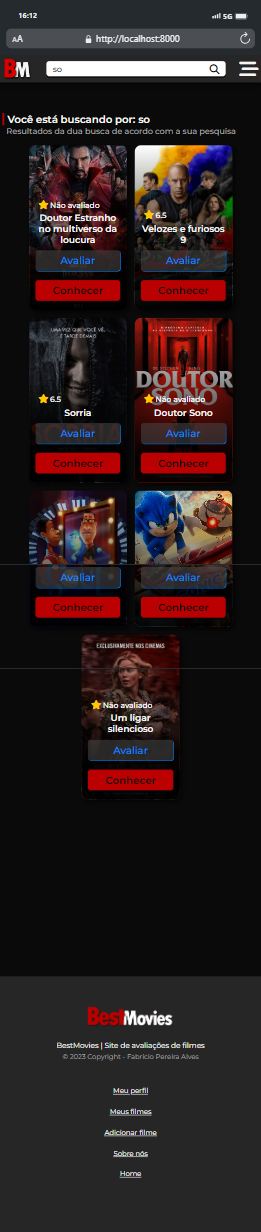 16:12
5G
AA
http://localhost:8000
BM
so
Você está buscando por: so
Resultados da dua busca de acordo com a sua pesquisa
Não avaliado
Doutor Estranho
no multiverso da
loucura
Avaliar
Conhecer
6.5
Velozes e furiosos
9
Avaliar
Conhecer
UMA VEZ QUE VOCÊ VÊ,
É TARDE DEMAIS
6.5
Sorria
Avaliar
Conhecer
DOUTOR
SONO
Não avaliado
Doutor Sono
Avaliar
Conhecer
Avaliar
Conhecer
Avaliar
Conhecer
EXCLUSIVAMENTE NOS CINEMAS
Não avaliado
Um ligar
silencioso
Avaliar
Conhecer
BestMovies
BestMovies | Site de avaliações de filmes
© 2023 Copyright - Fabrício Pereira Alves
Meu perfil
Meus filmes
Adicionar filme
Sobre nós
Home